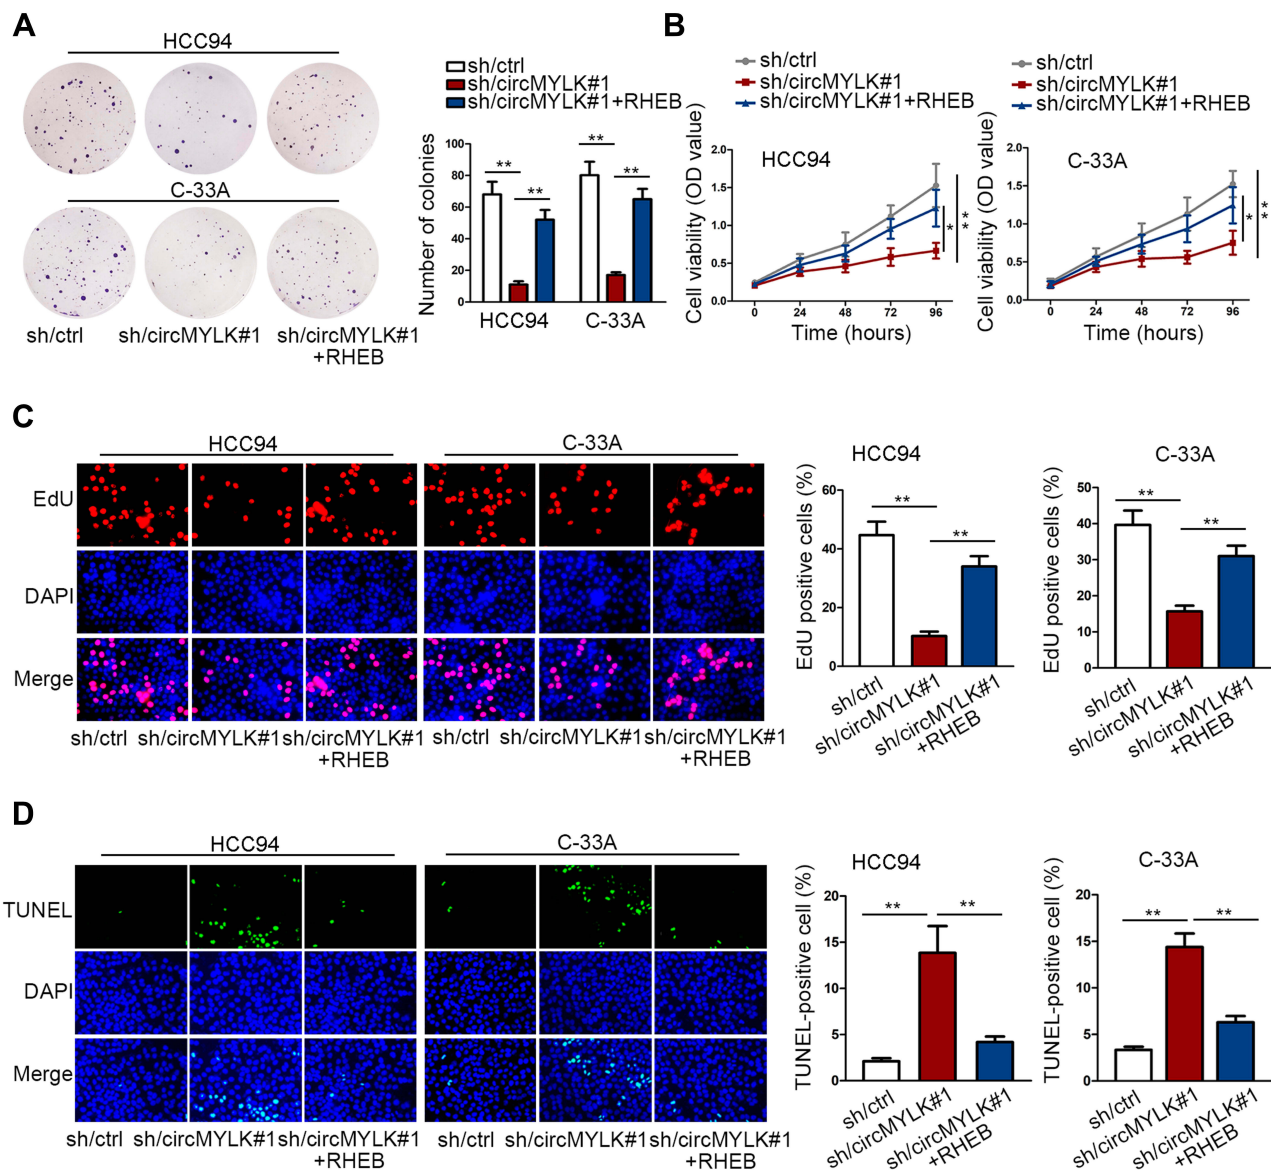 A
HCC94
C-33A
sh/ctrl
sh/circMYLK#1
sh/circMYLK#1
+RHEB
sh/ctrl
sh/circMYLK#1
sh/circMYLK#1+RHEB
Number of colonies
100
80
60
40
20
0
**
**
**
**
HCC94
C-33A
B
sh/ctrl
sh/circMYLK#1
sh/circMYLK#1+RHEB
HCC94
Cell viability (OD value)
2.0
1.5
1.0
0.5
0.0
0 24 48 72 96
Time (hours)
*
**
sh/ctrl
sh/circMYLK#1
sh/circMYLK#1+RHEB
C-33A
Cell viability (OD value)
2.0
1.5
1.0
0.5
0.0
0 24 48 72 96
Time (hours)
*
**
C
HCC94
C-33A
EdU
DAPI
Merge
sh/ctrl sh/circMYLK#1 sh/circMYLK#1 sh/ctrl sh/circMYLK#1 sh/circMYLK#1
+RHEB +RHEB
HCC94
EdU positive cells (%)
60
40
20
0
**
**
sh/ctrl
sh/circMYLK#1
sh/circMYLK#1
+RHEB
C-33A
EdU positive cells (%)
50
40
30
20
10
0
**
**
sh/ctrl
sh/circMYLK#1
sh/circMYLK#1
+RHEB
D
HCC94
C-33A
TUNEL
DAPI
Merge
sh/ctrl sh/circMYLK#1 sh/circMYLK#1 sh/ctrl sh/circMYLK#1 sh/circMYLK#1
+RHEB +RHEB
HCC94
TUNEL-positive cell (%)
20
15
10
5
0
**
**
sh/ctrl
sh/circMYLK#1
sh/circMYLK#1
+RHEB
C-33A
TUNEL-positive cell (%)
20
15
10
5
0
**
**
sh/ctrl
sh/circMYLK#1
sh/circMYLK#1
+RHEB